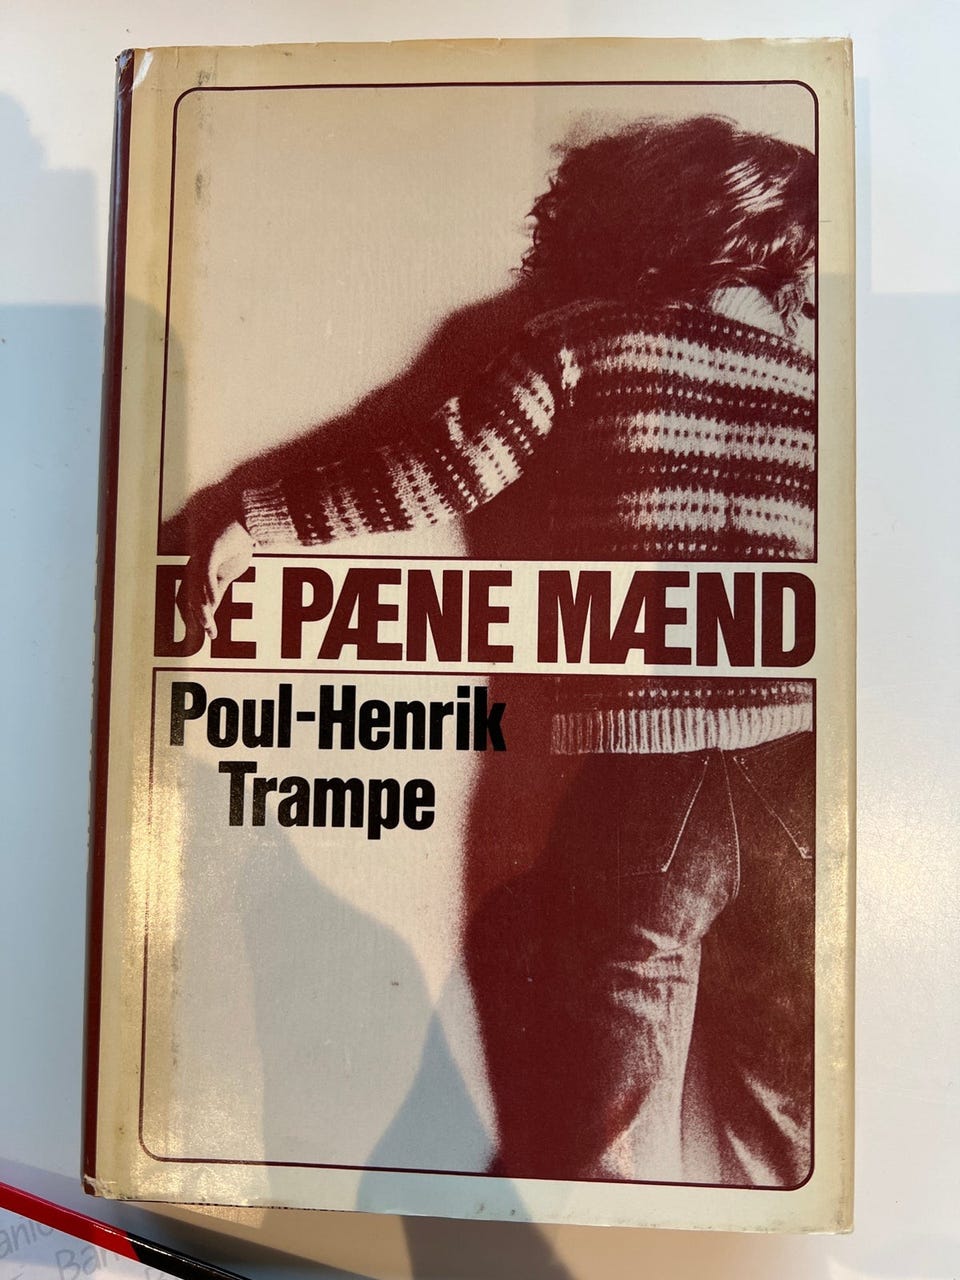 DE PÆNE MÆND
Poul-Henrik
Trampe